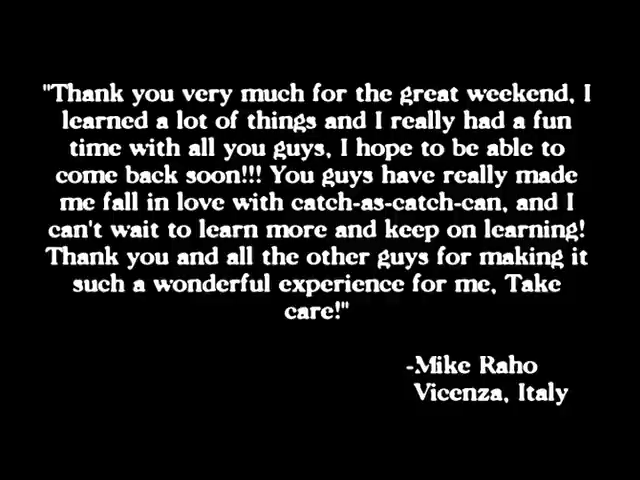 "Thank you very much for the great weekend, I
learned a lot of things and I really had a fun
time with all you guys, I hope to be able to
come back soon!!! You guys have really made
me fall in love with catch-as-catch-can, and I
can't wait to learn more and keep on learning!
Thank you and all the other guys for making it
such a wonderful experience for me, Take
care!"
-Mike Raho
Vicenza, Italy